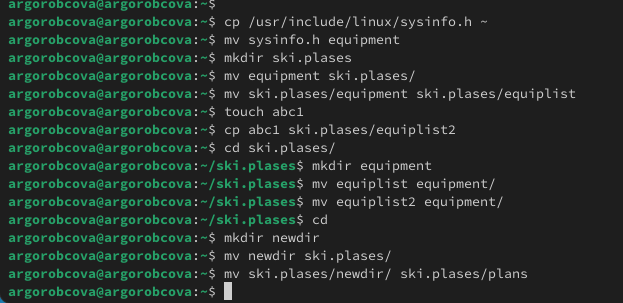 argorobcova@argorobcova:~$
argorobcova@argorobcova:~$ cp /usr/include/linux/sysinfo.h ~
argorobcova@argorobcova:~$ mv sysinfo.h equipment
argorobcova@argorobcova:~$ mkdir ski.plases
argorobcova@argorobcova:~$ mv equipment ski.plases/
argorobcova@argorobcova:~$ mv ski.plases/equipment ski.plases/equiplist
argorobcova@argorobcova:~$ touch abc1
argorobcova@argorobcova:~$ cp abc1 ski.plases/equiplist2
argorobcova@argorobcova:~$ cd ski.plases/
argorobcova@argorobcova:~/ski.plases$ mkdir equipment
argorobcova@argorobcova:~/ski.plases$ mv equiplist equipment/
argorobcova@argorobcova:~/ski.plases$ mv equiplist2 equipment/
argorobcova@argorobcova:~/ski.plases$ cd
argorobcova@argorobcova:~$ mkdir newdir
argorobcova@argorobcova:~$ mv newdir ski.plases/
argorobcova@argorobcova:~$ mv ski.plases/newdir/ ski.plases/plans
argorobcova@argorobcova:~$